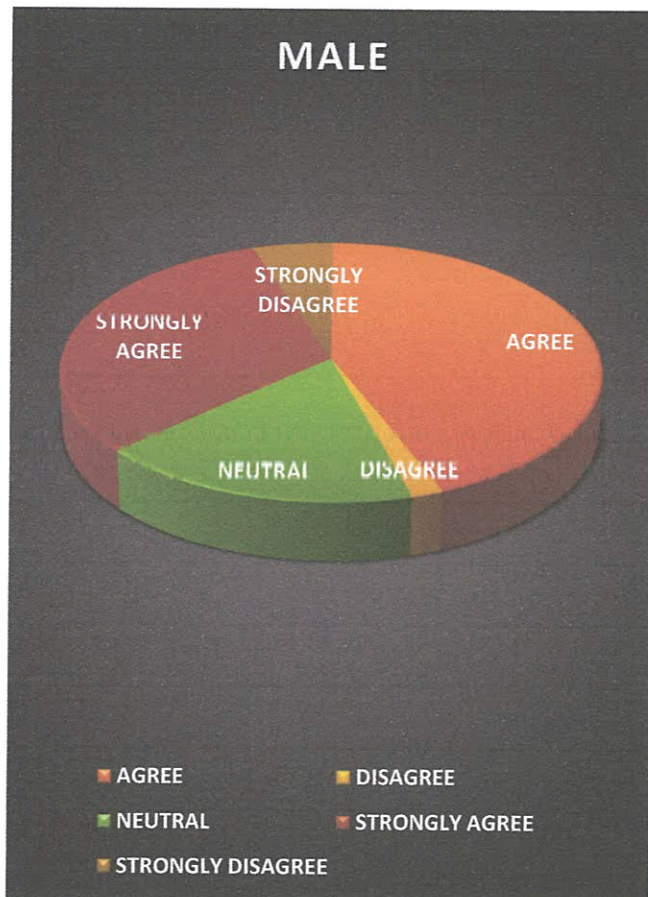 MALE
STRONGLY
DISAGREE
STRONGLY
AGREE
AGREE
NEUTRAL
DISAGREE
AGREE
DISAGREE
NEUTRAL
STRONGLY AGREE
STRONGLY DISAGREE